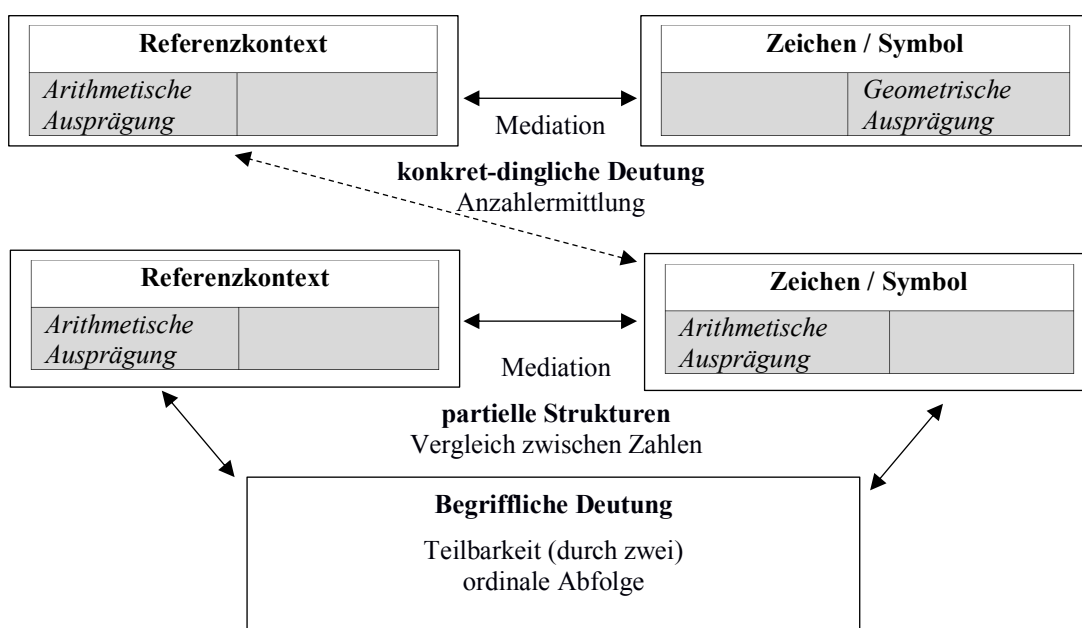 Referenzkontext
Arithmetische
Ausprägung
Zeichen / Symbol
Geometrische
Ausprägung
Mediation
konkret-dingliche Deutung
Anzahlermittlung
Referenzkontext
Arithmetische
Ausprägung
Zeichen / Symbol
Arithmetische
Ausprägung
Mediation
partielle Strukturen
Vergleich zwischen Zahlen
Begriffliche Deutung
Teilbarkeit (durch zwei)
ordinale Abfolge